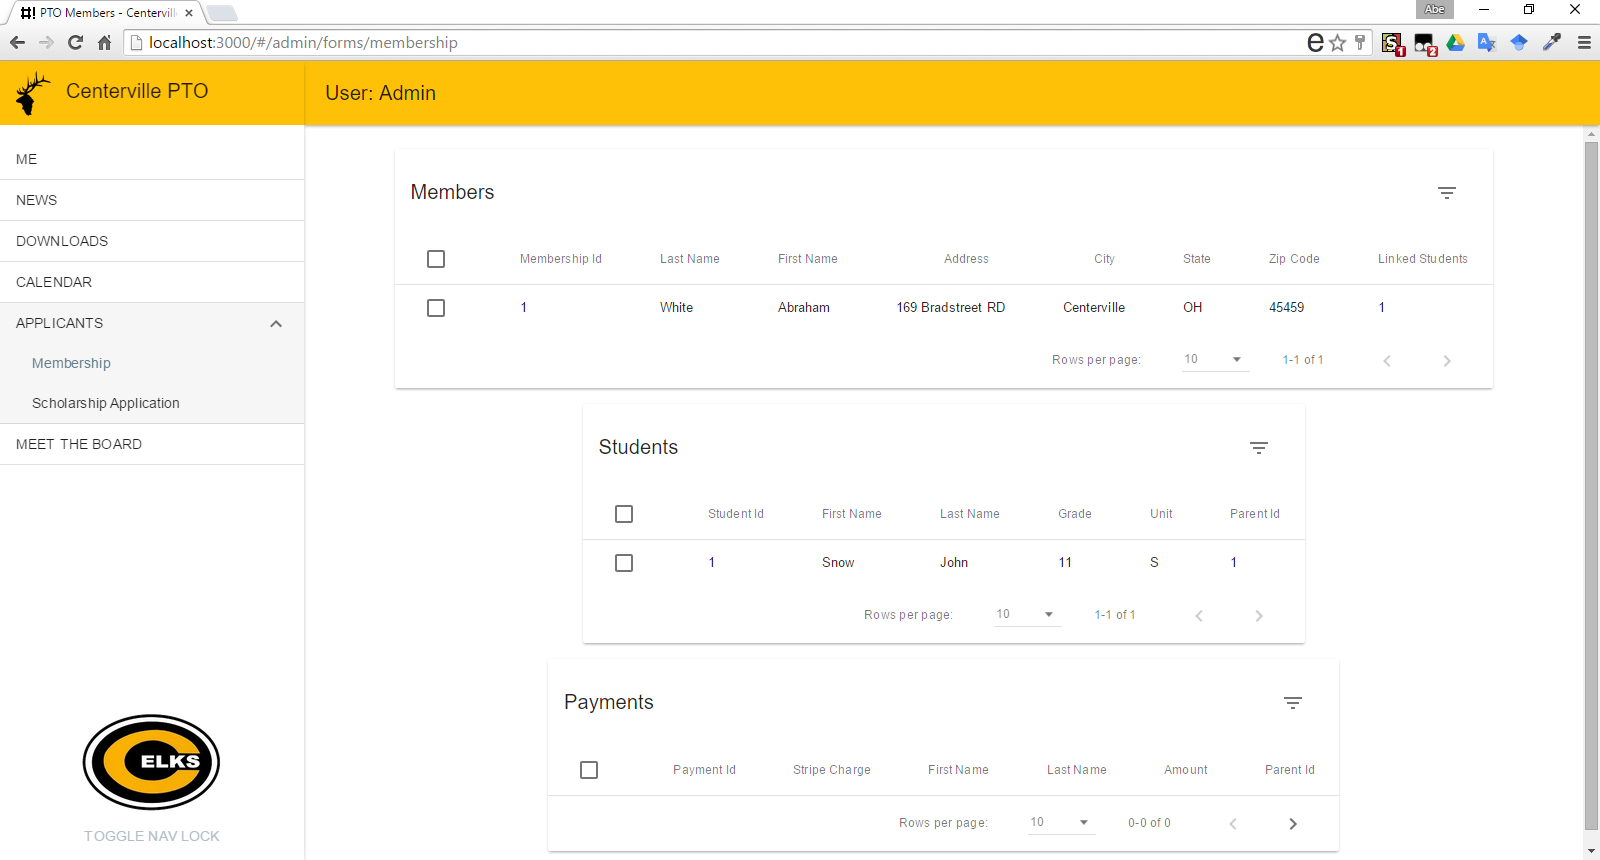 PTO Members - Centervill
Abe
localhost:3000/#/admin/forms/membership
1
2
Centerville PTO
User: Admin
ME
NEWS
DOWNLOADS
CALENDAR
APPLICANTS
Membership
Scholarship Application
MEET THE BOARD
ELKS
TOGGLE NAV LOCK
Members
Membership Id Last Name First Name Address City State Zip Code Linked Students
1 White Abraham 169 Bradstreet RD Centerville OH 45459 1
Rows per page: 10 1-1 of 1
Students
Student Id First Name Last Name Grade Unit Parent Id
1 Snow John 11 S 1
Rows per page: 10 1-1 of 1
Payments
Payment Id Stripe Charge First Name Last Name Amount Parent Id
Rows per page: 10 0-0 of 0